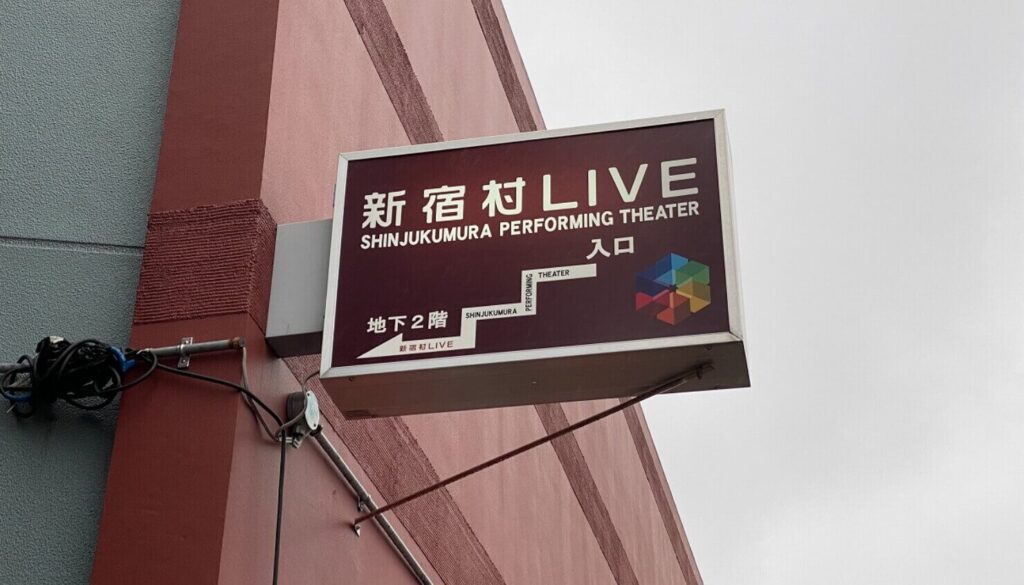 新宿村LIVE
SHINJUKUMURA PERFORMING THEATER
入口
THEATER
PERFORMING
SHINJUKUMURA
地下2階
新宿村LIVE